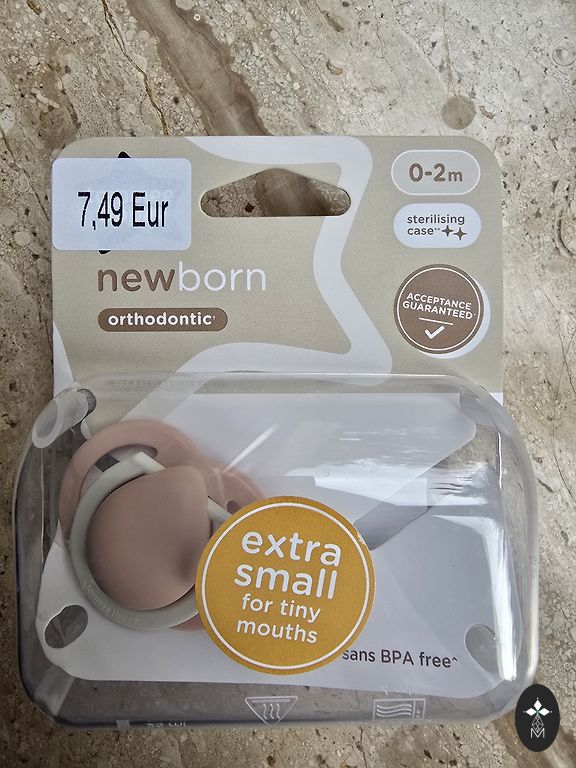 7,49 Eur
0-2m
sterilising
case**
newborn
orthodontic†
ACCEPTANCE
GUARANTEED*
extra
small
for tiny
mouths
sans BPA free^
M